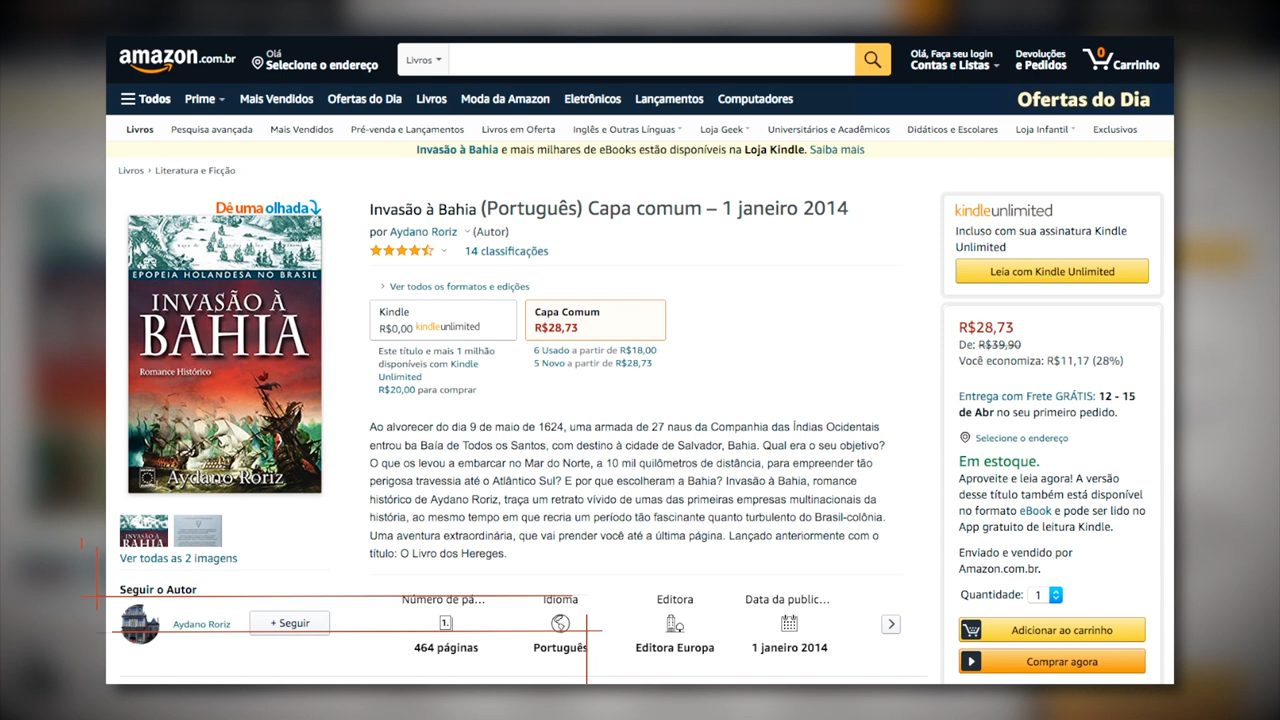 amazon.com.br
Olá
Selecione o endereço
Livros
Olá, Faça seu login
Contas e Listas
Devoluções
e Pedidos
0
Carrinho
Todos
Prime
Mais Vendidos
Ofertas do Dia
Livros
Moda da Amazon
Eletrônicos
Lançamentos
Computadores
Ofertas do Dia
Livros
Pesquisa avançada
Mais Vendidos
Pré-venda e Lançamentos
Livros em Oferta
Inglês e Outras Línguas
Loja Geek
Universitários e Acadêmicos
Didáticos e Escolares
Loja Infantil
Exclusivos
Invasão à Bahia e mais milhares de eBooks estão disponíveis na Loja Kindle. Saiba mais
Livros › Literatura e Ficção
Dê uma olhada
EPOPEIA HOLANDESA NO BRASIL
INVASÃO À
BAHIA
Romance Histórico
Aydano Roriz
INVASÃO À
BAHIA
Ver todas as 2 imagens
Seguir o Autor
Aydano Roriz
+ Seguir
Invasão à Bahia (Português) Capa comum – 1 janeiro 2014
por Aydano Roriz (Autor)
14 classificações
› Ver todos os formatos e edições
Kindle
R$0,00 kindleunlimited
Este título e mais 1 milhão
disponíveis com Kindle
Unlimited
R$20,00 para comprar
Capa Comum
R$28,73
6 Usado a partir de R$18,00
5 Novo a partir de R$28,73
Ao alvorecer do dia 9 de maio de 1624, uma armada de 27 naus da Companhia das Índias Ocidentais
entrou ba Baía de Todos os Santos, com destino à cidade de Salvador, Bahia. Qual era o seu objetivo?
O que os levou a embarcar no Mar do Norte, a 10 mil quilômetros de distância, para empreender tão
perigosa travessia até o Atlântico Sul? E por que escolheram a Bahia? Invasão à Bahia, romance
histórico de Aydano Roriz, traça um retrato vívido de umas das primeiras empresas multinacionais da
história, ao mesmo tempo em que recria um período tão fascinante quanto turbulento do Brasil-colônia.
Uma aventura extraordinária, que vai prender você até a última página. Lançado anteriormente com o
título: O Livro dos Hereges.
Número de pá...
1.
464 páginas
Idioma
Português
Editora
Editora Europa
Data da public...
1 janeiro 2014
kindleunlimited
Incluso com sua assinatura Kindle
Unlimited
Leia com Kindle Unlimited
R$28,73
De: R$39,90
Você economiza: R$11,17 (28%)
Entrega com Frete GRÁTIS: 12 - 15
de Abr no seu primeiro pedido.
Selecione o endereço
Em estoque.
Aproveite e leia agora! A versão
desse título também está disponível
no formato eBook e pode ser lido no
App gratuito de leitura Kindle.
Enviado e vendido por
Amazon.com.br.
Quantidade: 1
Adicionar ao carrinho
Comprar agora